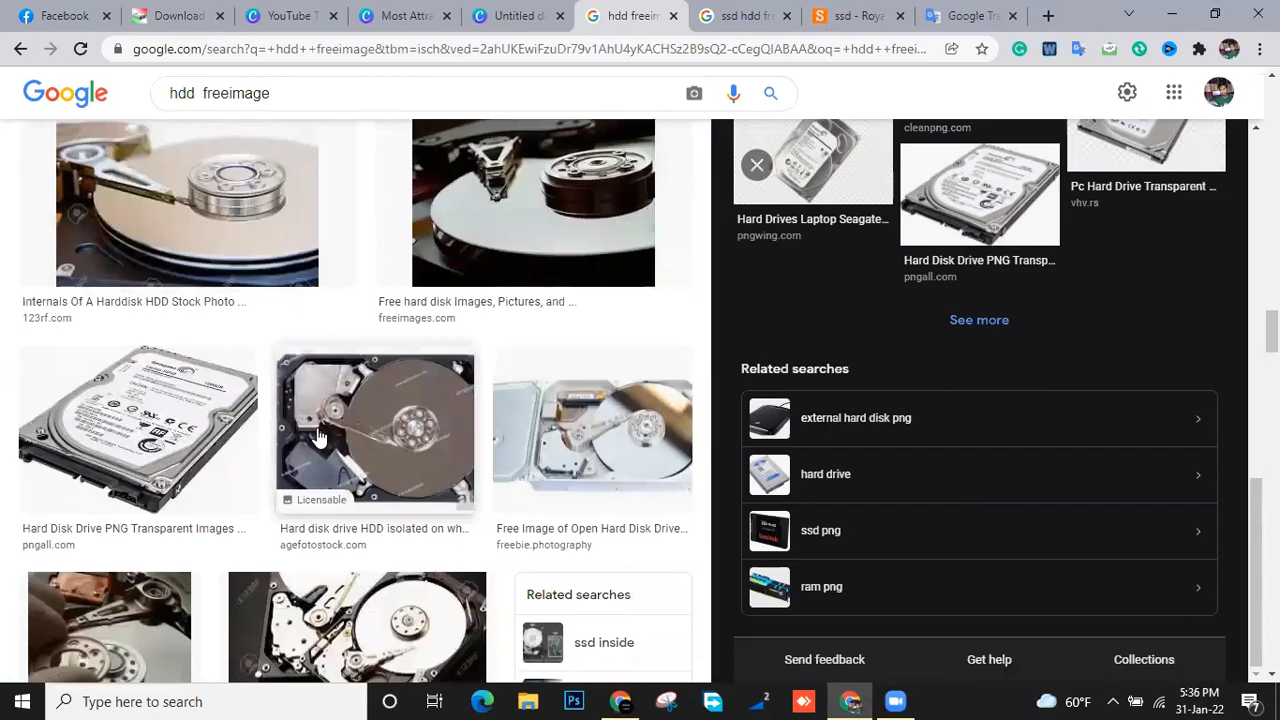 Download
YouTube T
Most Attra
Untitled de
hdd freeim
ssd hdd fre
ssd - Roya
Google Tra
google.com/search?q=+hdd++freeimage&tbm=isch&ved=2ahUKEwiFzuDr79v1AhU4yKACHSz2B9sQ2-cCegQIABAA&oq=+hdd++freei...
Google
hdd freeimage
Internals Of A Harddisk HDD Stock Photo ...
123rf.com
Free hard disk Images, Pictures, and ...
freeimages.com
Licensable
Hard Disk Drive PNG Transparent Images ...
pngall.com
Hard disk drive HDD isolated on wh...
agefotostock.com
Free Image of Open Hard Disk Drive...
freebie.photography
Related searches
ssd inside
cleanpng.com
Hard Drives Laptop Seagate...
pngwing.com
Hard Disk Drive PNG Transp...
pngall.com
Pc Hard Drive Transparent ...
vhv.rs
See more
Related searches
external hard disk png
hard drive
ssd png
ram png
Send feedback
Get help
Collections
Type here to search
Ps
2
60°F
5:36 PM
31-Jan-22
7